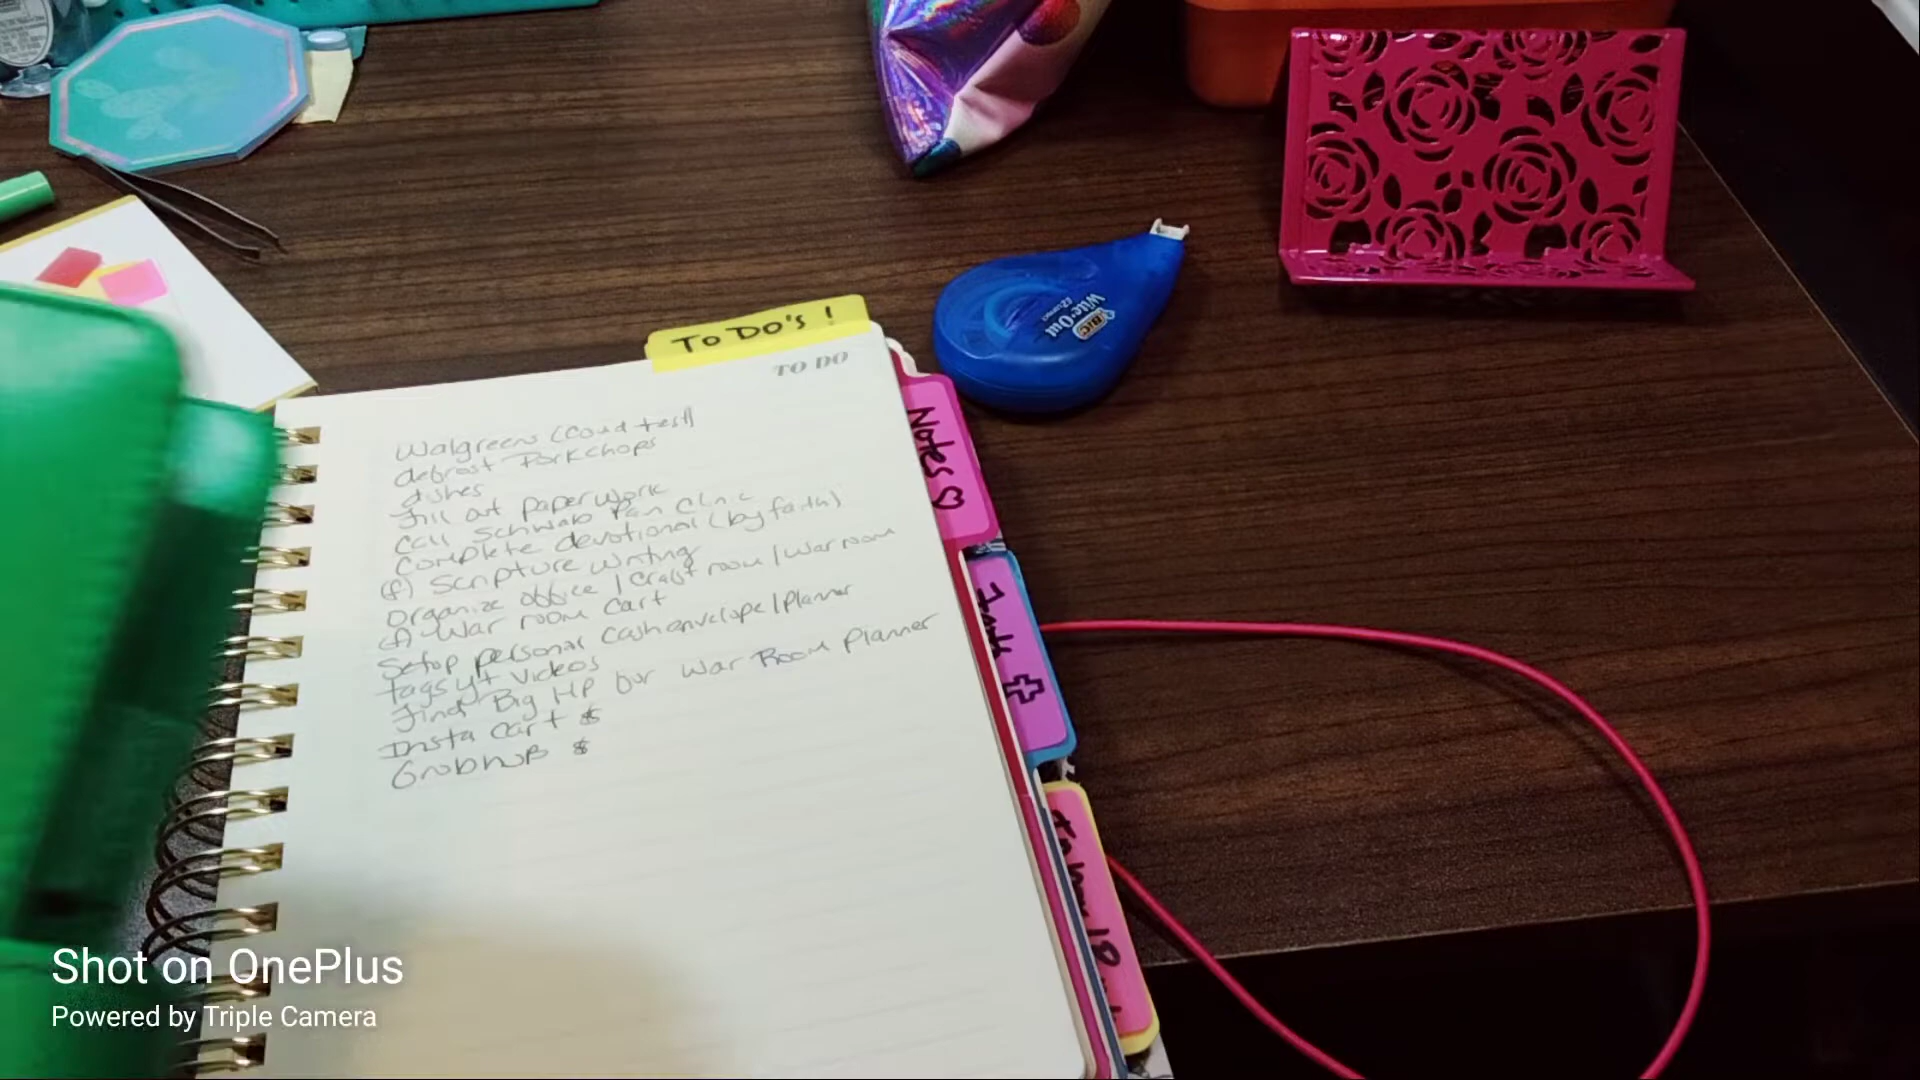 TO DO'S !
TO DO
Walgreens (Covid test)
defrost Porkchops
dishes
fill out paperwork
Call Schwab Pain Clinic
Complete devotional (by faith)
(F) Scripture writing
Organize office / Craft room / War room
(F) War room Cart
Setup personal Cash envelope / Planner
tags yt Videos
find Big HP for War Room Planner
Insta Cart $
Grubhub $
Notes
BIC
Wite-Out
EZ Correct
Shot on OnePlus
Powered by Triple Camera